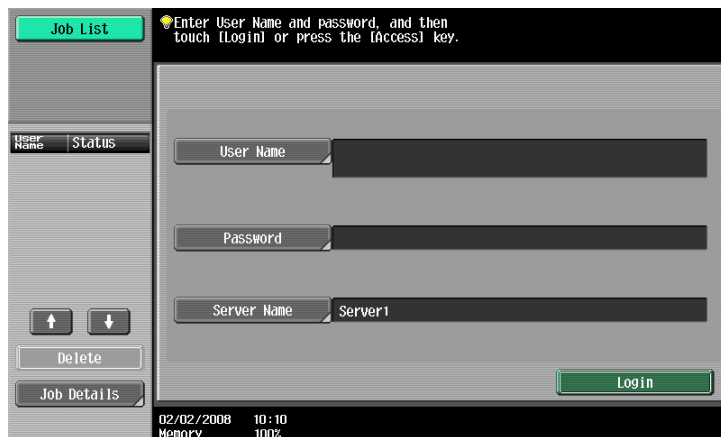 Job List
Enter User Name and password, and then
touch [Login] or press the [Access] key.
User Name
Status
User Name
Password
Server Name
Server1
Delete
Job Details
Login
02/02/2008 10:10
Memory 100%